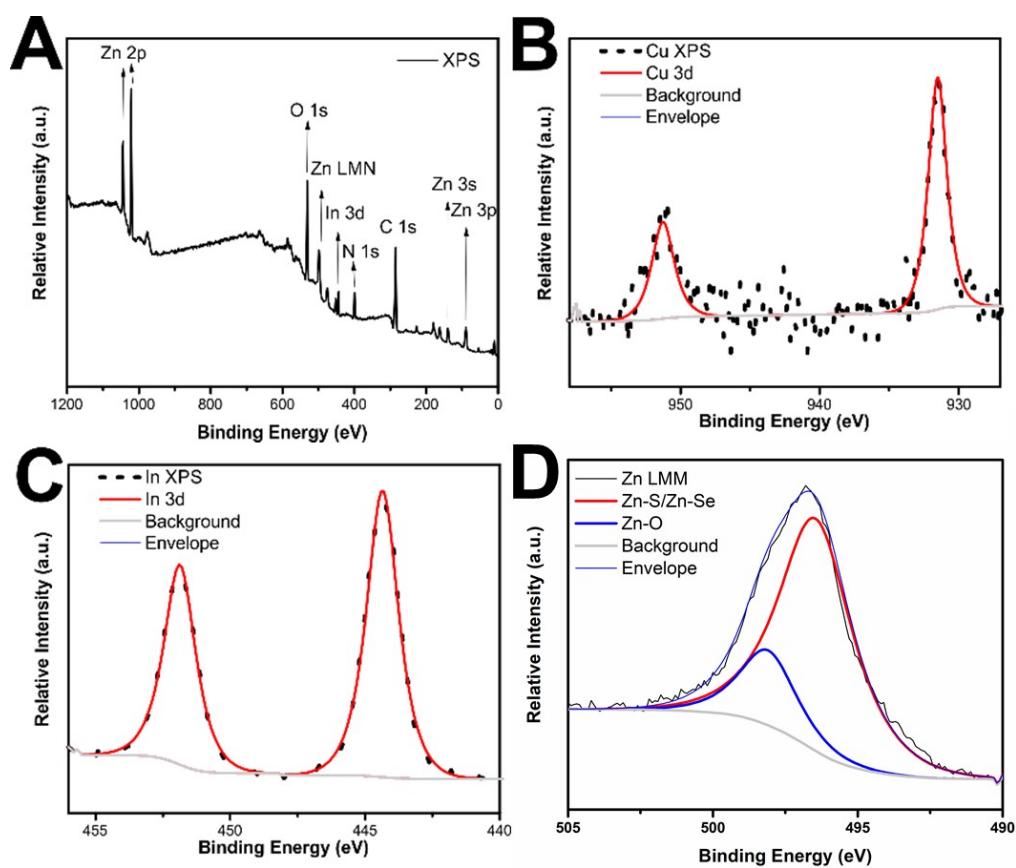 A
Zn 2p
XPS
O 1s
Zn LMN
In 3d
N 1s
C 1s
Zn 3s
Zn 3p
Relative Intensity (a.u.)
1200 1000 800 600 400 200 0
Binding Energy (eV)
B
Cu XPS
Cu 3d
Background
Envelope
Relative Intensity (a.u.)
950 940 930
Binding Energy (eV)
C
In XPS
In 3d
Background
Envelope
Relative Intensity (a.u.)
455 450 445 440
Binding Energy (eV)
D
Zn LMM
Zn-S/Zn-Se
Zn-O
Background
Envelope
Relative Intensity (a.u.)
505 500 495 490
Binding Energy (eV)